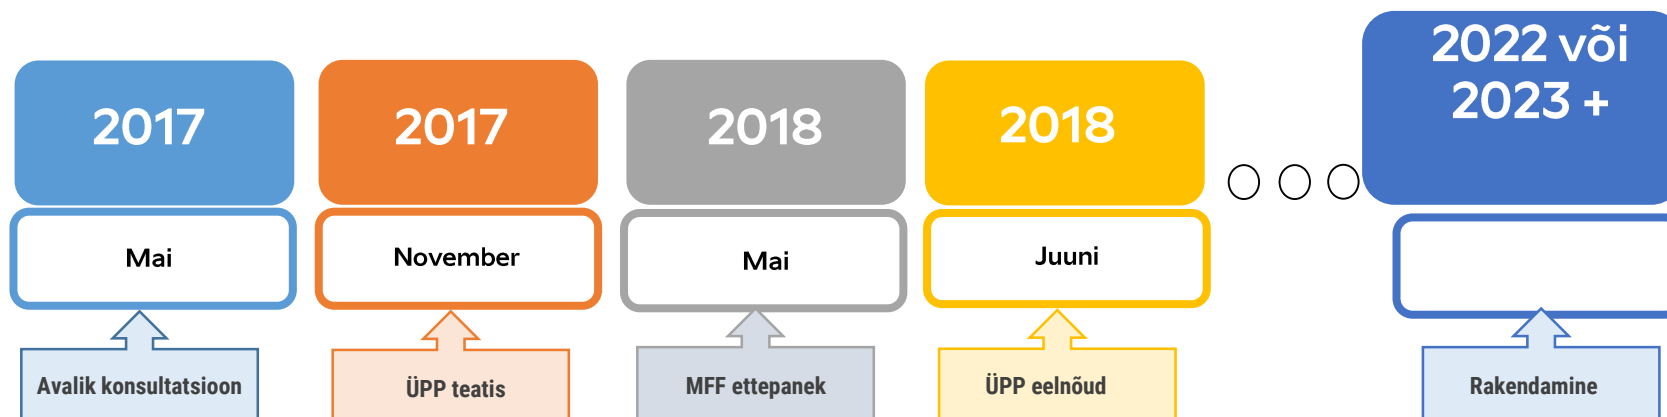 2017
2017
2018
2018
2022 või
2023 +
Mai
November
Mai
Juuni
Avalik konsultatsioon
ÜPP teatis
MFF ettepanek
ÜPP eelnõud
Rakendamine